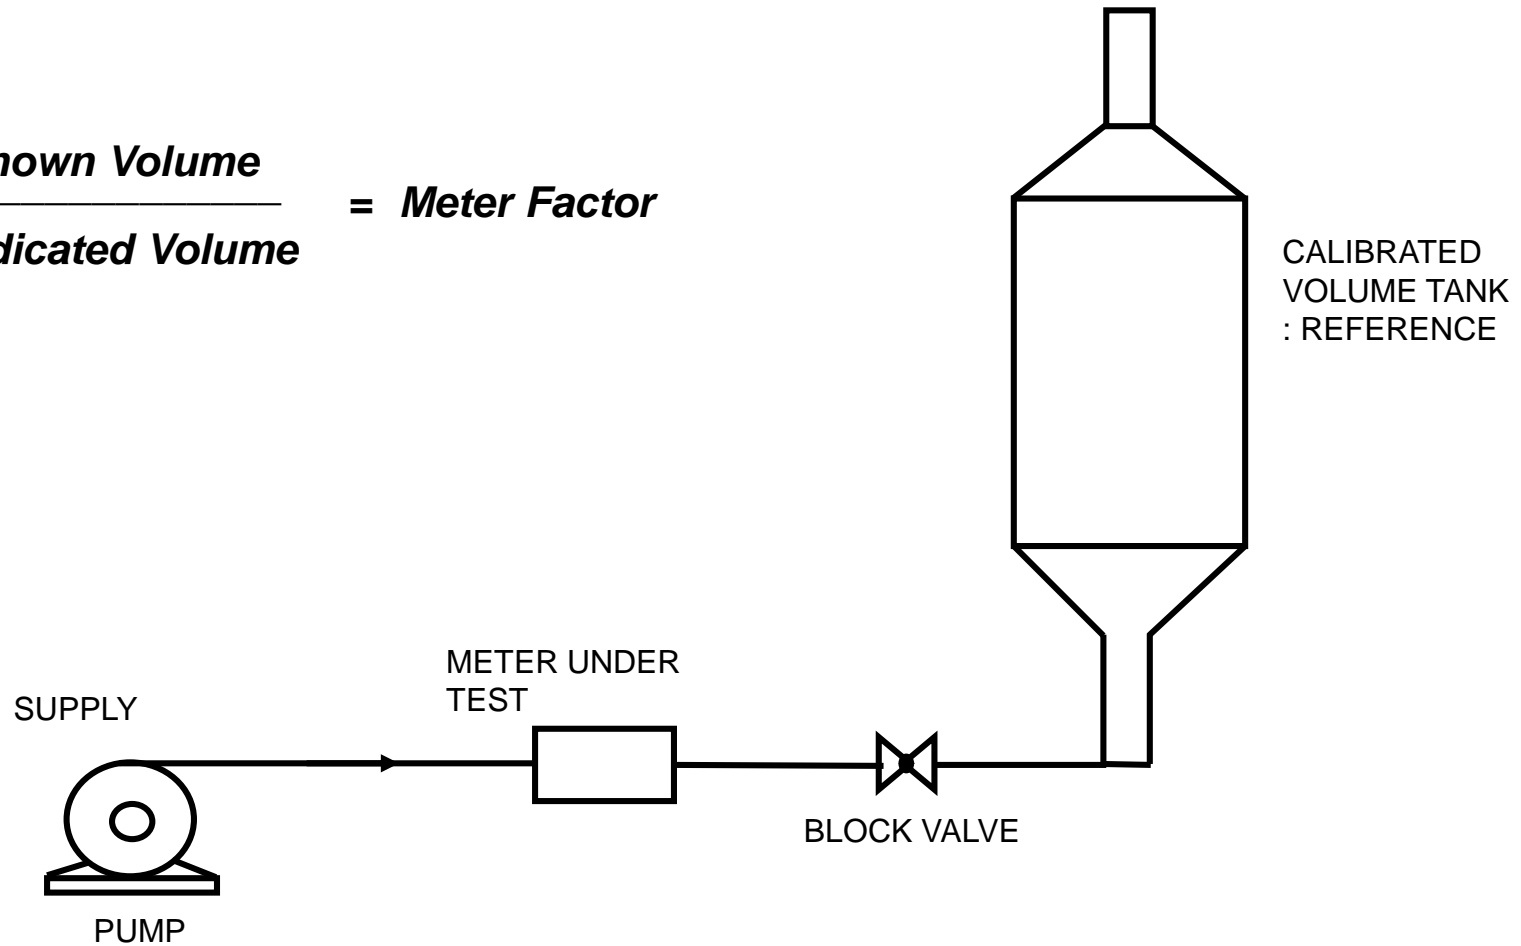 nown Volume
= Meter Factor
dicated Volume
CALIBRATED
VOLUME TANK
: REFERENCE
METER UNDER
TEST
SUPPLY
BLOCK VALVE
PUMP